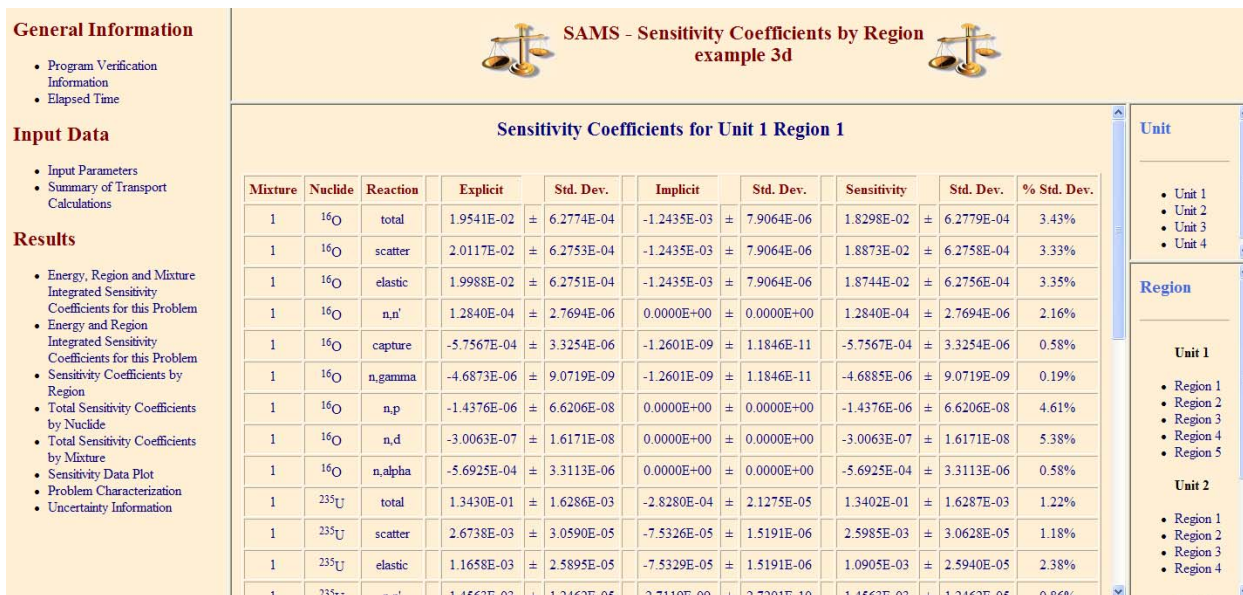 General Information
• Program Verification
Information
• Elapsed Time
Input Data
• Input Parameters
• Summary of Transport
Calculations
Results
• Energy, Region and Mixture
Integrated Sensitivity
Coefficients for this Problem
• Energy and Region
Integrated Sensitivity
Coefficients for this Problem
• Sensitivity Coefficients by
Region
• Total Sensitivity Coefficients
by Nuclide
• Total Sensitivity Coefficients
by Mixture
• Sensitivity Data Plot
• Problem Characterization
• Uncertainty Information
SAMS - Sensitivity Coefficients by Region
example 3d
Sensitivity Coefficients for Unit 1 Region 1
Mixture Nuclide Reaction Explicit Std. Dev. Implicit Std. Dev. Sensitivity Std. Dev. % Std. Dev.
1 ¹⁶O total 1.9541E-02 ± 6.2774E-04 -1.2435E-03 ± 7.9064E-06 1.8298E-02 ± 6.2779E-04 3.43%
1 ¹⁶O scatter 2.0117E-02 ± 6.2753E-04 -1.2435E-03 ± 7.9064E-06 1.8873E-02 ± 6.2758E-04 3.33%
1 ¹⁶O elastic 1.9988E-02 ± 6.2751E-04 -1.2435E-03 ± 7.9064E-06 1.8744E-02 ± 6.2756E-04 3.35%
1 ¹⁶O n,n' 1.2840E-04 ± 2.7694E-06 0.0000E+00 ± 0.0000E+00 1.2840E-04 ± 2.7694E-06 2.16%
1 ¹⁶O capture -5.7567E-04 ± 3.3254E-06 -1.2601E-09 ± 1.1846E-11 -5.7567E-04 ± 3.3254E-06 0.58%
1 ¹⁶O n,gamma -4.6873E-06 ± 9.0719E-09 -1.2601E-09 ± 1.1846E-11 -4.6885E-06 ± 9.0719E-09 0.19%
1 ¹⁶O n,p -1.4376E-06 ± 6.6206E-08 0.0000E+00 ± 0.0000E+00 -1.4376E-06 ± 6.6206E-08 4.61%
1 ¹⁶O n,d -3.0063E-07 ± 1.6171E-08 0.0000E+00 ± 0.0000E+00 -3.0063E-07 ± 1.6171E-08 5.38%
1 ¹⁶O n,alpha -5.6925E-04 ± 3.3113E-06 0.0000E+00 ± 0.0000E+00 -5.6925E-04 ± 3.3113E-06 0.58%
1 ²³⁵U total 1.3430E-01 ± 1.6286E-03 -2.8280E-04 ± 2.1275E-05 1.3402E-01 ± 1.6287E-03 1.22%
1 ²³⁵U scatter 2.6738E-03 ± 3.0590E-05 -7.5326E-05 ± 1.5191E-06 2.5985E-03 ± 3.0628E-05 1.18%
1 ²³⁵U elastic 1.1658E-03 ± 2.5895E-05 -7.5329E-05 ± 1.5191E-06 1.0905E-03 ± 2.5940E-05 2.38%
Unit
• Unit 1
• Unit 2
• Unit 3
• Unit 4
Region
Unit 1
• Region 1
• Region 2
• Region 3
• Region 4
• Region 5
Unit 2
• Region 1
• Region 2
• Region 3
• Region 4